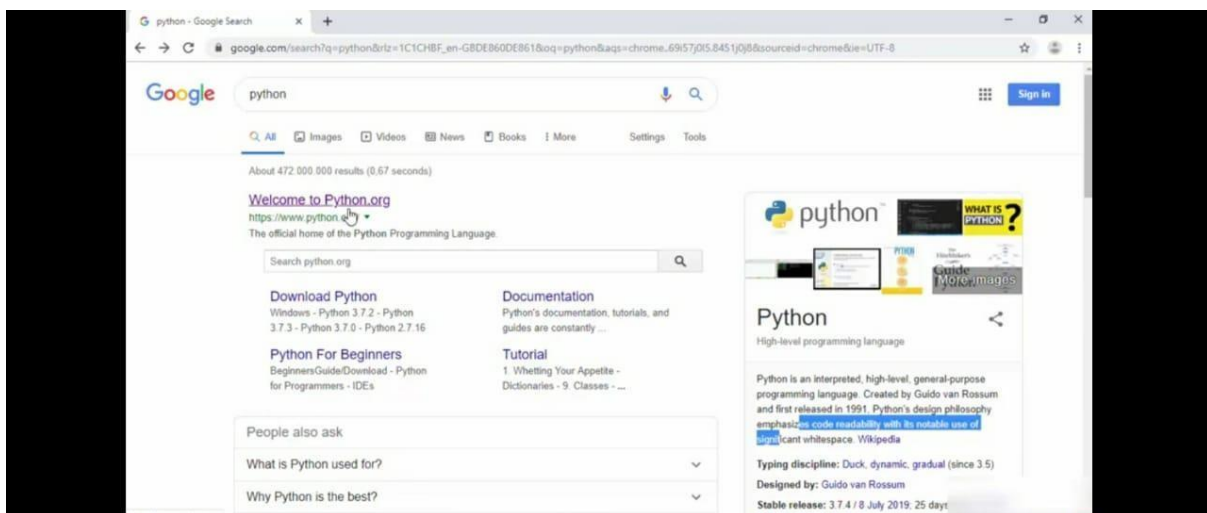 python - Google Search
google.com/search?q=python&rlz=1C1CHBF_en-GBDE860DE861&oq=python&aqs=chrome..69i57j0l5.8451j0j8&sourceid=chrome&ie=UTF-8
Google
python
Sign in
All Images Videos News Books More Settings Tools
About 472.000.000 results (0,67 seconds)
Welcome to Python.org
https://www.python.
The official home of the Python Programming Language.
Search python.org
Download Python
Windows - Python 3.7.2 - Python
3.7.3 - Python 3.7.0 - Python 2.7.16
Documentation
Python's documentation, tutorials, and
guides are constantly ...
Python For Beginners
BeginnersGuide/Download - Python
for Programmers - IDEs
Tutorial
1. Whetting Your Appetite -
Dictionaries - 9. Classes - ...
People also ask
What is Python used for?
Why Python is the best?
python
WHAT IS
PYTHON ?
PYTHON
Guide
More images
Python
High-level programming language
Python is an interpreted, high-level, general-purpose
programming language. Created by Guido van Rossum
and first released in 1991, Python's design philosophy
emphasizes code readability with its notable use of
significant whitespace. Wikipedia
Typing discipline: Duck, dynamic, gradual (since 3.5)
Designed by: Guido van Rossum
Stable release: 3.7.4 / 8 July 2019; 25 days